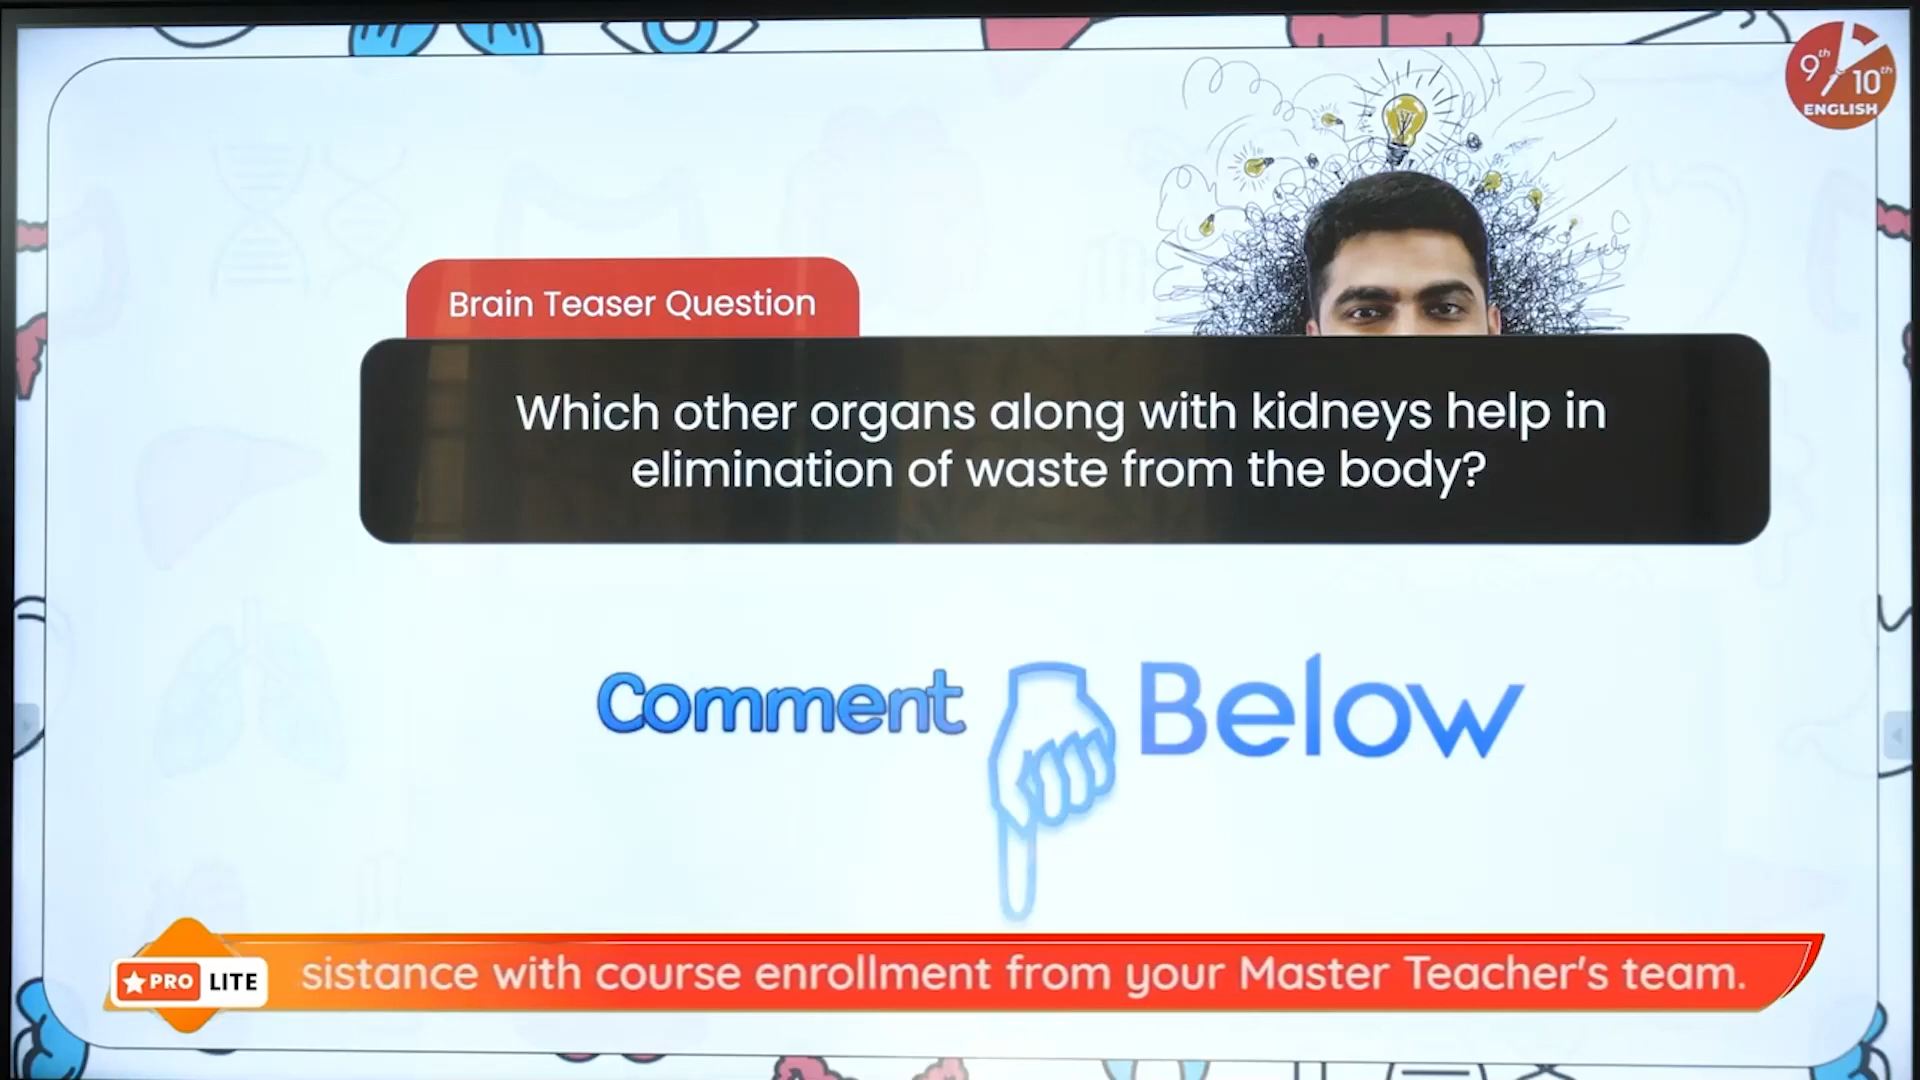 9th 10th
ENGLISH
Brain Teaser Question
Which other organs along with kidneys help in
elimination of waste from the body?
Comment Below
PRO LITE
sistance with course enrollment from your Master Teacher's team.